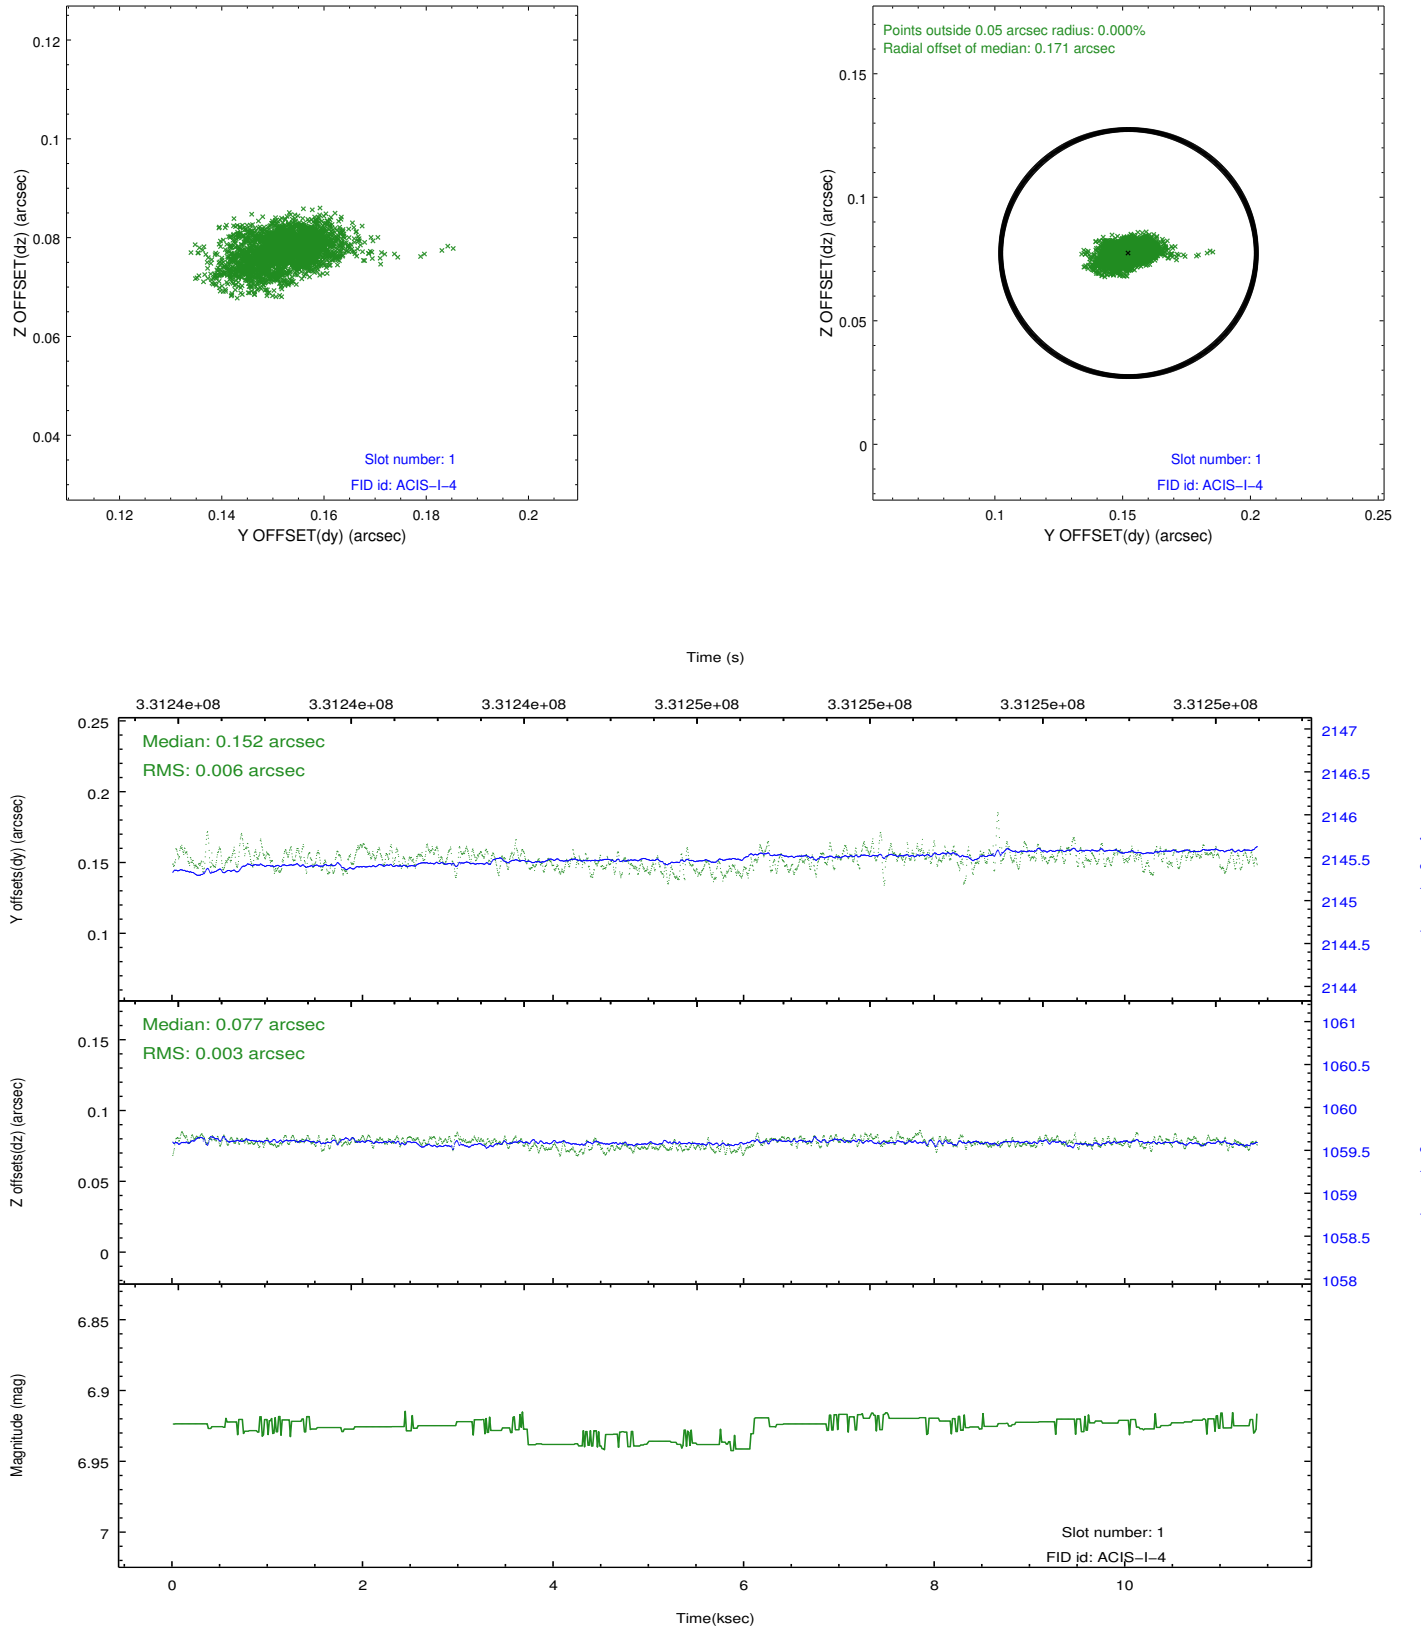 0.12
0.1
0.08
0.06
0.04
Z OFFSET(dz) (arcsec)
Slot number: 1
FID id: ACIS−I−4
0.12 0.14 0.16 0.18 0.2
Y OFFSET(dy) (arcsec)
Points outside 0.05 arcsec radius: 0.000%
Radial offset of median: 0.171 arcsec
0.15
0.1
0.05
0
Z OFFSET(dz) (arcsec)
Slot number: 1
FID id: ACIS−I−4
0.1 0.15 0.2 0.25
Y OFFSET(dy) (arcsec)
Time (s)
3.3124e+08 3.3124e+08 3.3124e+08 3.3125e+08 3.3125e+08 3.3125e+08 3.3125e+08
Median: 0.152 arcsec
RMS: 0.006 arcsec
0.25
0.2
0.15
0.1
Y offsets(dy) (arcsec)
2147
2146.5
2146
2145.5
2145
2144.5
2144
Median: 0.077 arcsec
RMS: 0.003 arcsec
0.15
0.1
0.05
0
Z offsets(dz) (arcsec)
1061
1060.5
1060
1059.5
1059
1058.5
1058
6.85
6.9
6.95
7
Magnitude (mag)
Slot number: 1
FID id: ACIS−I−4
0 2 4 6 8 10
Time(ksec)